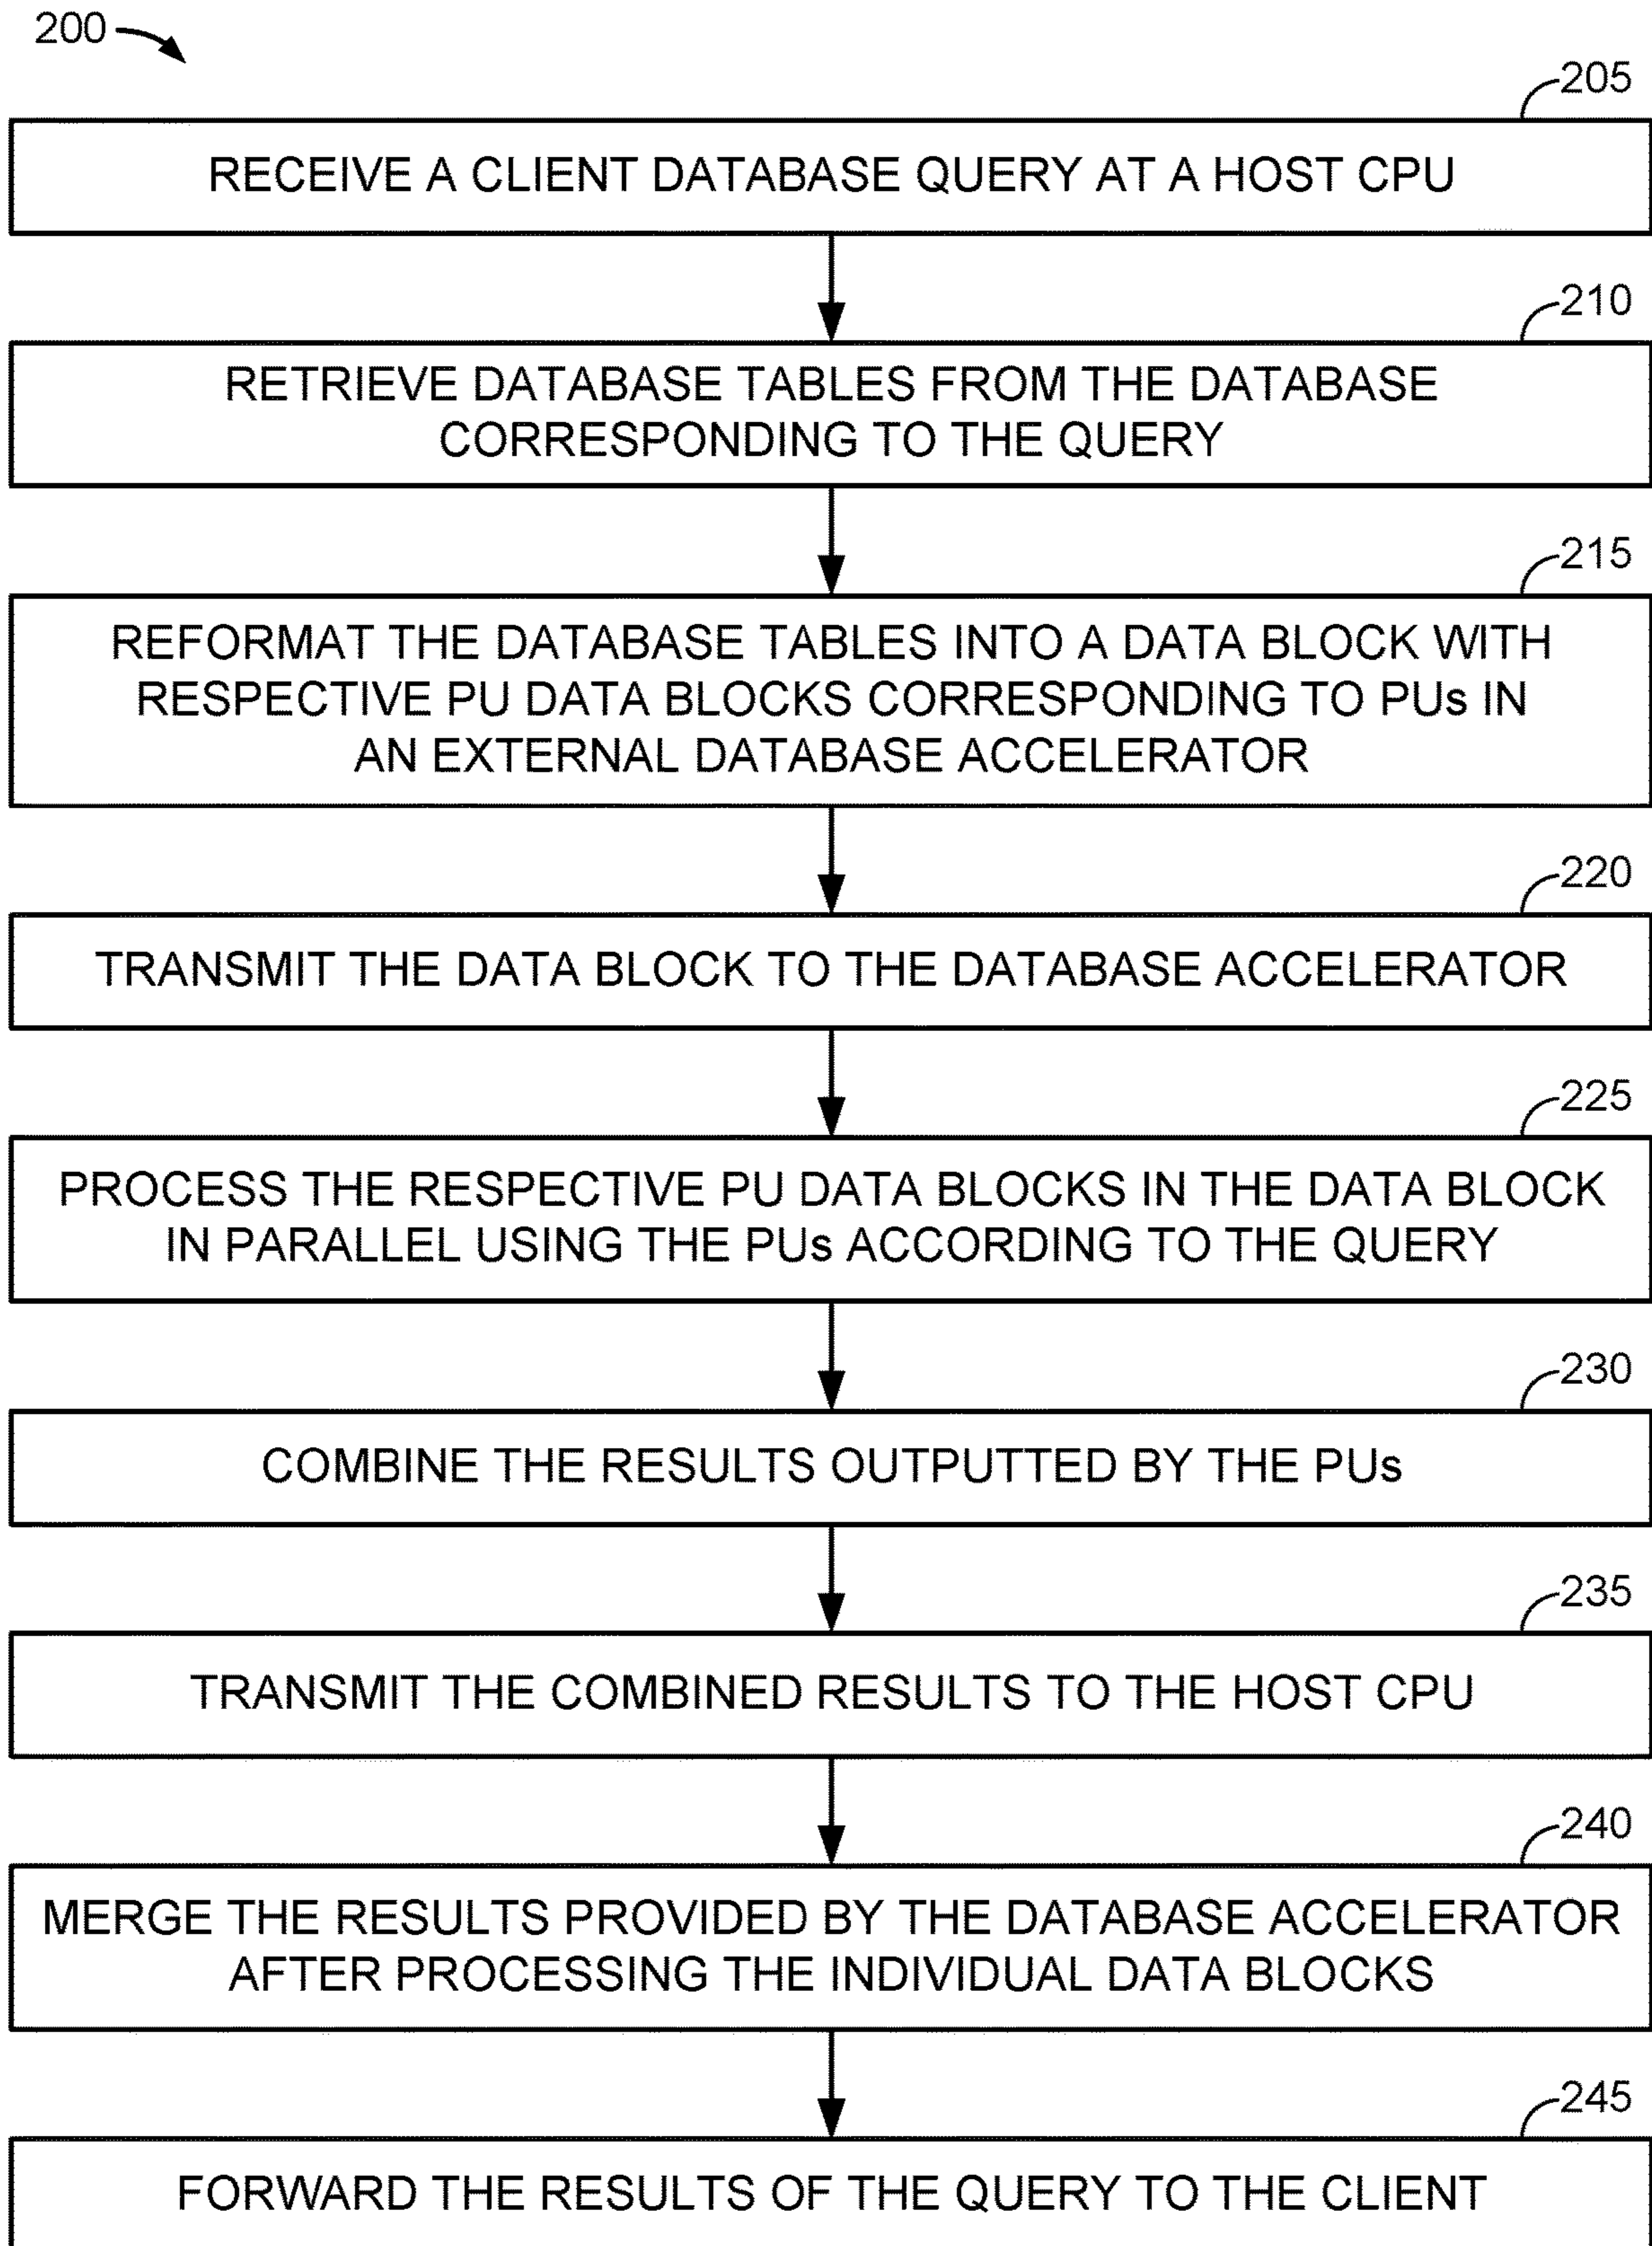 200
205
RECEIVE A CLIENT DATABASE QUERY AT A HOST CPU
210
RETRIEVE DATABASE TABLES FROM THE DATABASE
CORRESPONDING TO THE QUERY
215
REFORMAT THE DATABASE TABLES INTO A DATA BLOCK WITH
RESPECTIVE PU DATA BLOCKS CORRESPONDING TO PUs IN
AN EXTERNAL DATABASE ACCELERATOR
220
TRANSMIT THE DATA BLOCK TO THE DATABASE ACCELERATOR
225
PROCESS THE RESPECTIVE PU DATA BLOCKS IN THE DATA BLOCK
IN PARALLEL USING THE PUs ACCORDING TO THE QUERY
230
COMBINE THE RESULTS OUTPUTTED BY THE PUs
235
TRANSMIT THE COMBINED RESULTS TO THE HOST CPU
240
MERGE THE RESULTS PROVIDED BY THE DATABASE ACCELERATOR
AFTER PROCESSING THE INDIVIDUAL DATA BLOCKS
245
FORWARD THE RESULTS OF THE QUERY TO THE CLIENT